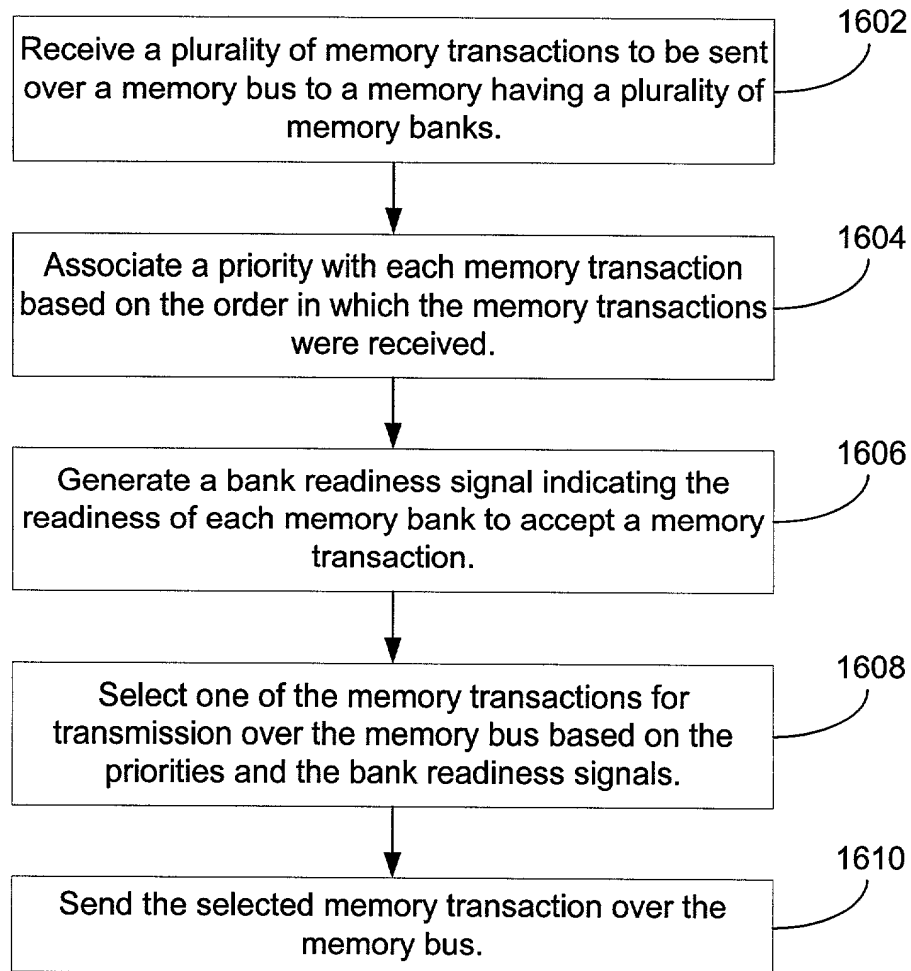 1602
Receive a plurality of memory transactions to be sent
over a memory bus to a memory having a plurality of
memory banks.
1604
Associate a priority with each memory transaction
based on the order in which the memory transactions
were received.
1606
Generate a bank readiness signal indicating the
readiness of each memory bank to accept a memory
transaction.
1608
Select one of the memory transactions for
transmission over the memory bus based on the
priorities and the bank readiness signals.
1610
Send the selected memory transaction over the
memory bus.